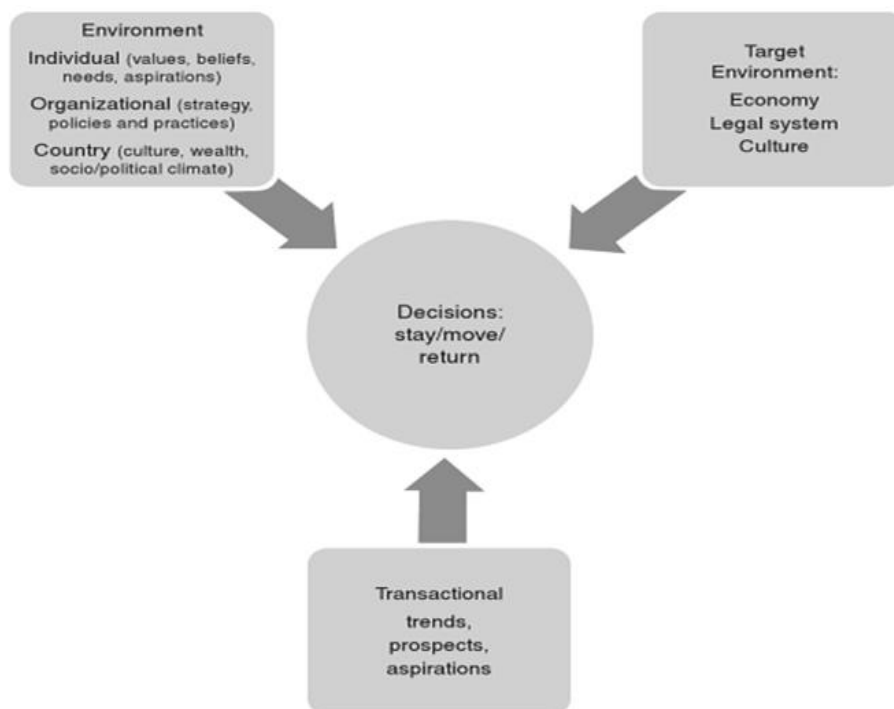 Environment
Individual (values, beliefs,
needs, aspirations)
Organizational (strategy,
policies and practices)
Country (culture, wealth,
socio/political climate)
Target
Environment:
Economy
Legal system
Culture
Decisions:
stay/move/
return
Transactional
trends,
prospects,
aspirations